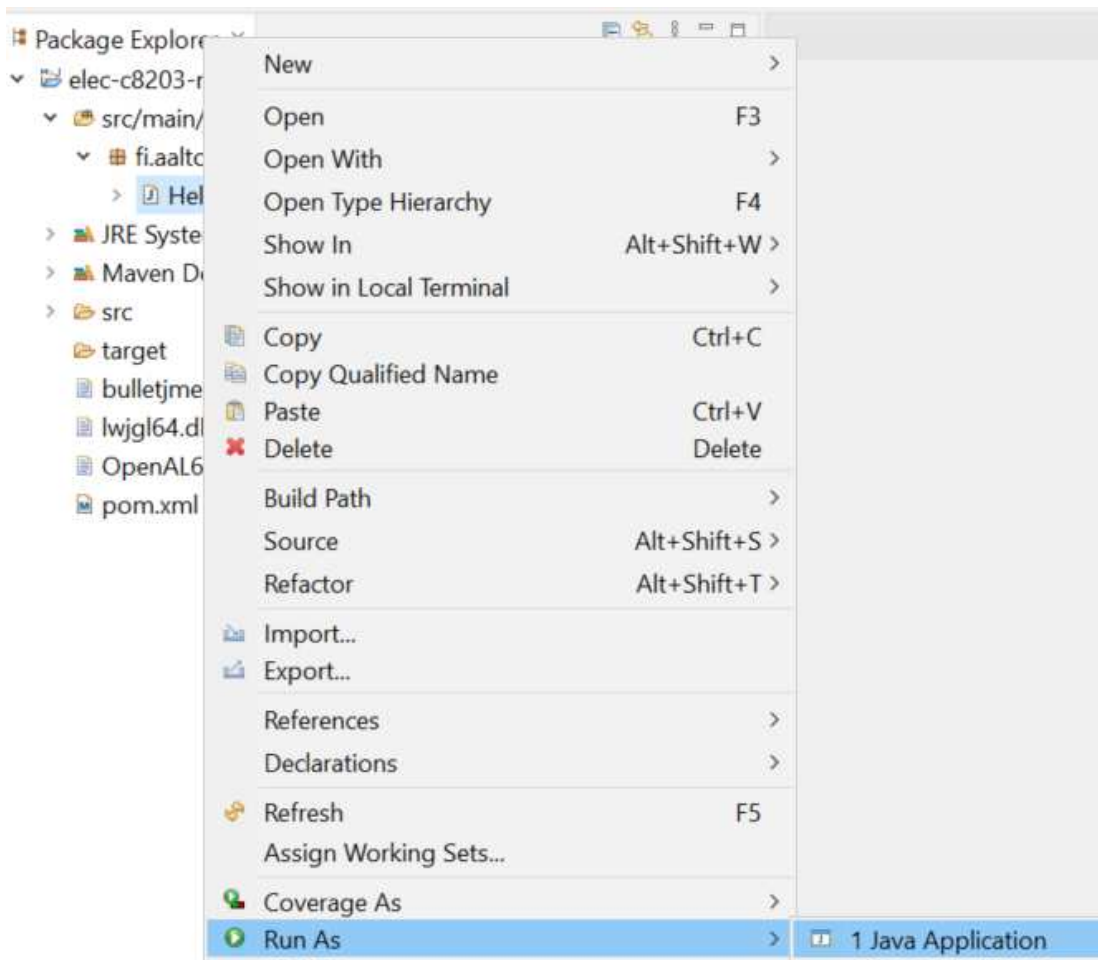 Package Explorer
elec-c8203-r
src/main/
fi.aalto
Hel
JRE Syste
Maven De
src
target
bulletjme
lwjgl64.dl
OpenAL6
pom.xml
New
Open F3
Open With
Open Type Hierarchy F4
Show In Alt+Shift+W
Show in Local Terminal
Copy Ctrl+C
Copy Qualified Name
Paste Ctrl+V
Delete Delete
Build Path
Source Alt+Shift+S
Refactor Alt+Shift+T
Import...
Export...
References
Declarations
Refresh F5
Assign Working Sets...
Coverage As
Run As
1 Java Application